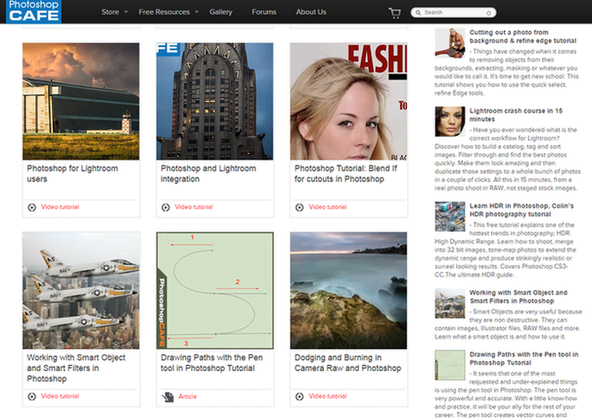 Photoshop
CAFE
Store
Free Resources
Gallery
Forums
About Us
Search
FE
FASH
To
BLAC
Photoshop for Lightroom
users
Video tutorial
Photoshop and Lightroom
integration
Video tutorial
Photoshop Tutorial: Blend If
for cutouts in Photoshop
Video tutorial
NAVY
NAVY
NAVY
Working with Smart Object
and Smart Filters in
Photoshop
Video tutorial
1
2
3
PhotoshopCAFE
Drawing Paths with the Pen
tool in Photoshop Tutorial
Article
Dodging and Burning in
Camera Raw and Photoshop
Video tutorial
Cutting out a photo from
background & refine edge tutorial
- Things have changed when it comes
to removing objects from their
backgrounds, extracting, masking or whatever you
would like to call it. It's time to get new school. This
tutorial shows you how to use the quick select,
refine Edge tools.
Lightroom crash course in 15
minutes
- Have you ever wondered what is the
correct workflow for Lightroom?
Discover how to build a catalog, tag and sort
images. Filter through and find the best photos
quickly. Make them look amazing and then
duplicate those settings to a whole bunch of photos
in a couple of clicks. All this in 15 minutes, from a
real photo shoot in RAW, not staged stock images.
Learn HDR in Photoshop, Colin's
HDR photography tutorial
- This free tutorial explains one of the
hottest trends in photography; HDR.
High Dynamic Range. Learn how to shoot, merge
into 32 bit images, tone-map photos to extend the
dynamic range and produce strikingly realistic or
surreal looking results. Covers Photoshop CS3-
CC The ultimate HDR guide.
Working with Smart Object and
Smart Filters in Photoshop
- Smart Objects are very useful because
they are non destructive. They can
contain images, Illustrator files, RAW files and more.
Learn what a smart object is and how to use it.
Drawing Paths with the Pen tool in
Photoshop Tutorial
- It seems that one of the most
requested and under-explained things
is using the pen tool in Photoshop. The Pen tool is
very powerful and accurate. With a little know-how
and practice, it will be your ally for the rest of your
career. The pen tool creates vector curves and